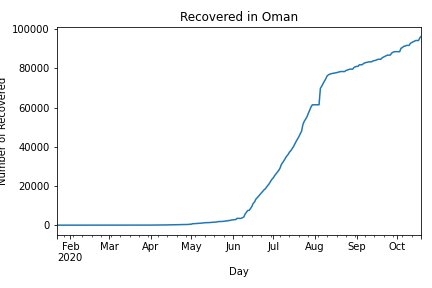 Recovered in Oman
100000
80000
60000
40000
20000
0
Number of Recovered
Feb
2020
Mar
Apr
May
Jun
Jul
Aug
Sep
Oct
Day